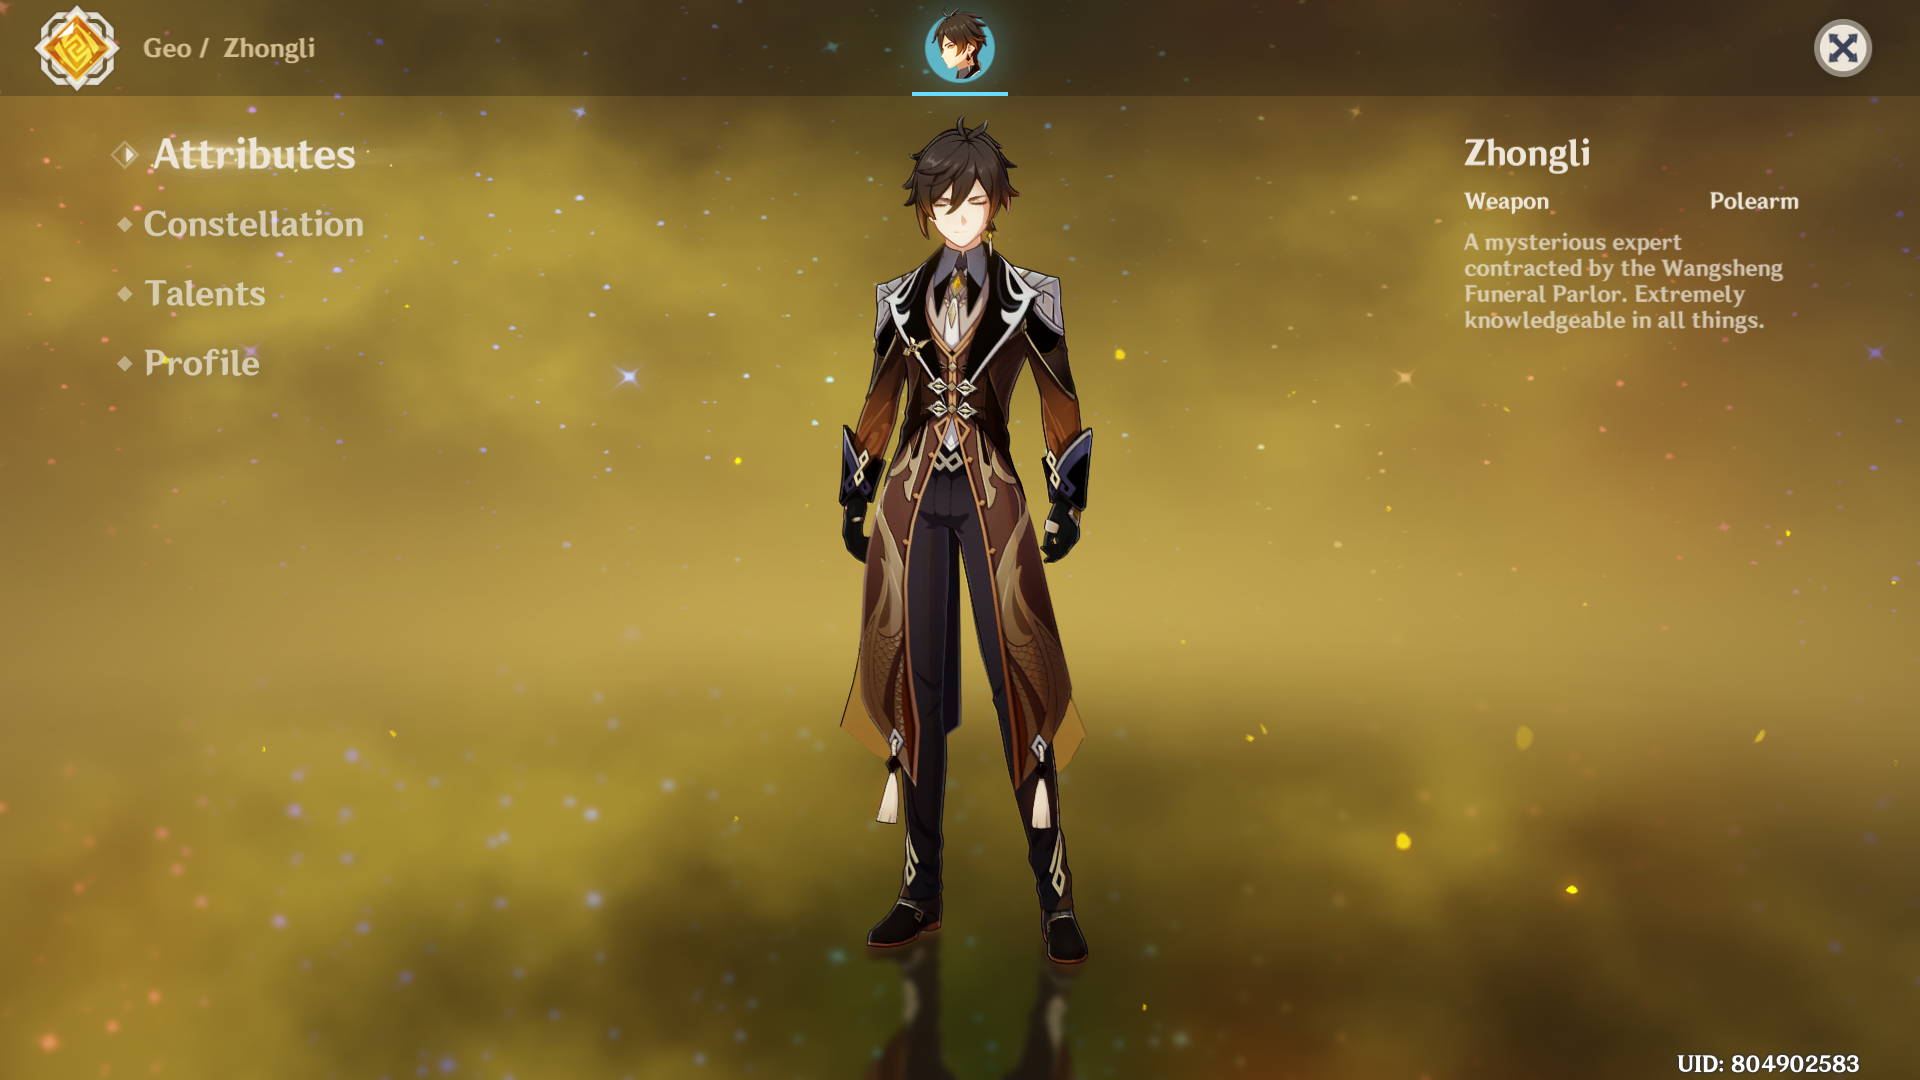 Geo / Zhongli
Attributes
Constellation
Talents
Profile
Zhongli
Weapon Polearm
A mysterious expert
contracted by the Wangsheng
Funeral Parlor. Extremely
knowledgeable in all things.
UID: 804902583